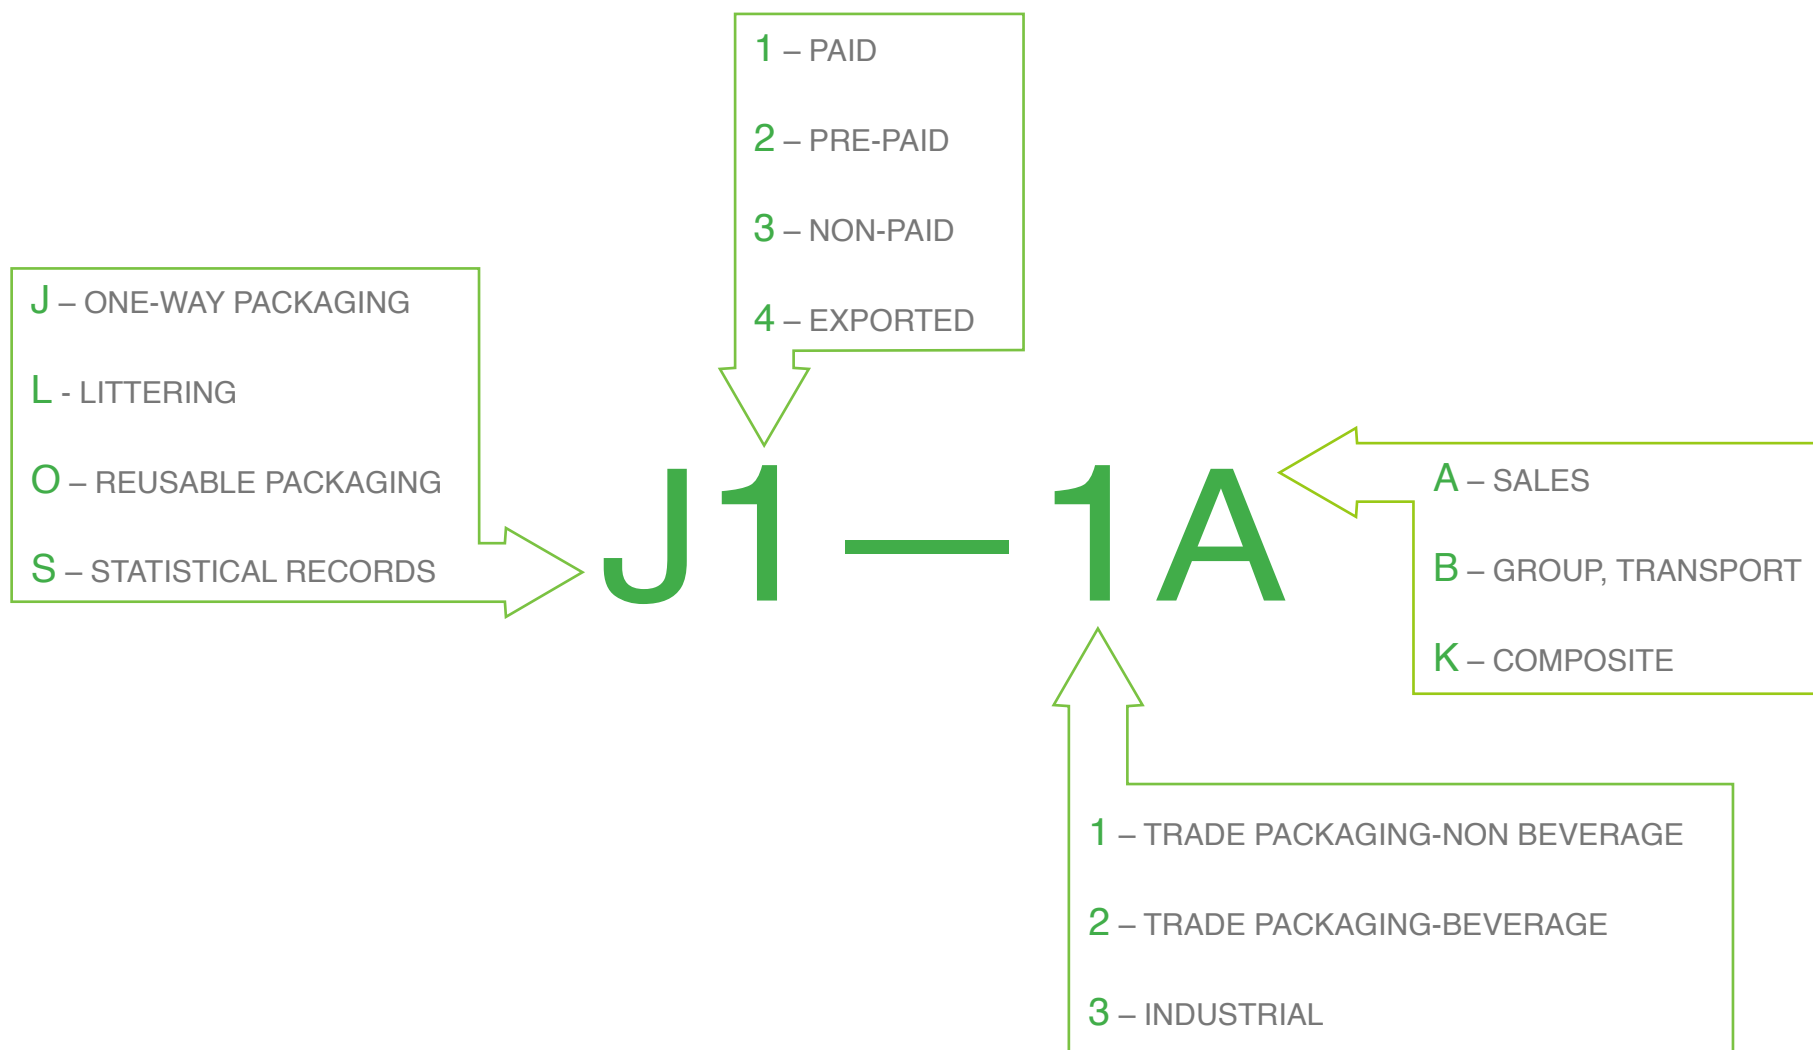 1 – PAID
2 – PRE-PAID
3 – NON-PAID
4 – EXPORTED
J – ONE-WAY PACKAGING
L - LITTERING
O – REUSABLE PACKAGING
S – STATISTICAL RECORDS
J1 — 1A
A – SALES
B – GROUP, TRANSPORT
K – COMPOSITE
1 – TRADE PACKAGING-NON BEVERAGE
2 – TRADE PACKAGING-BEVERAGE
3 – INDUSTRIAL